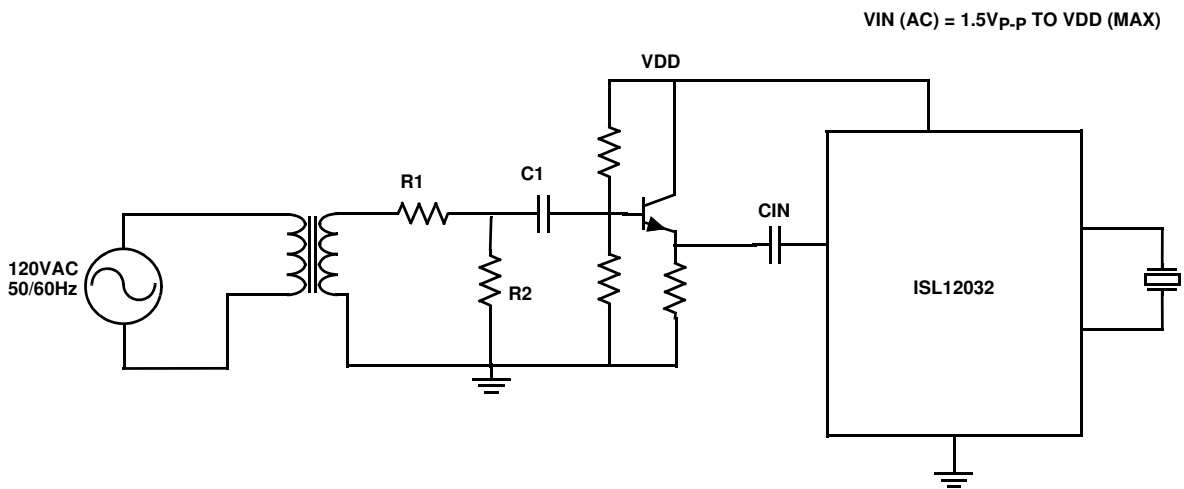 VIN (AC) = 1.5VP-P TO VDD (MAX)
VDD
R1
C1
CIN
120VAC
50/60Hz
R2
ISL12032